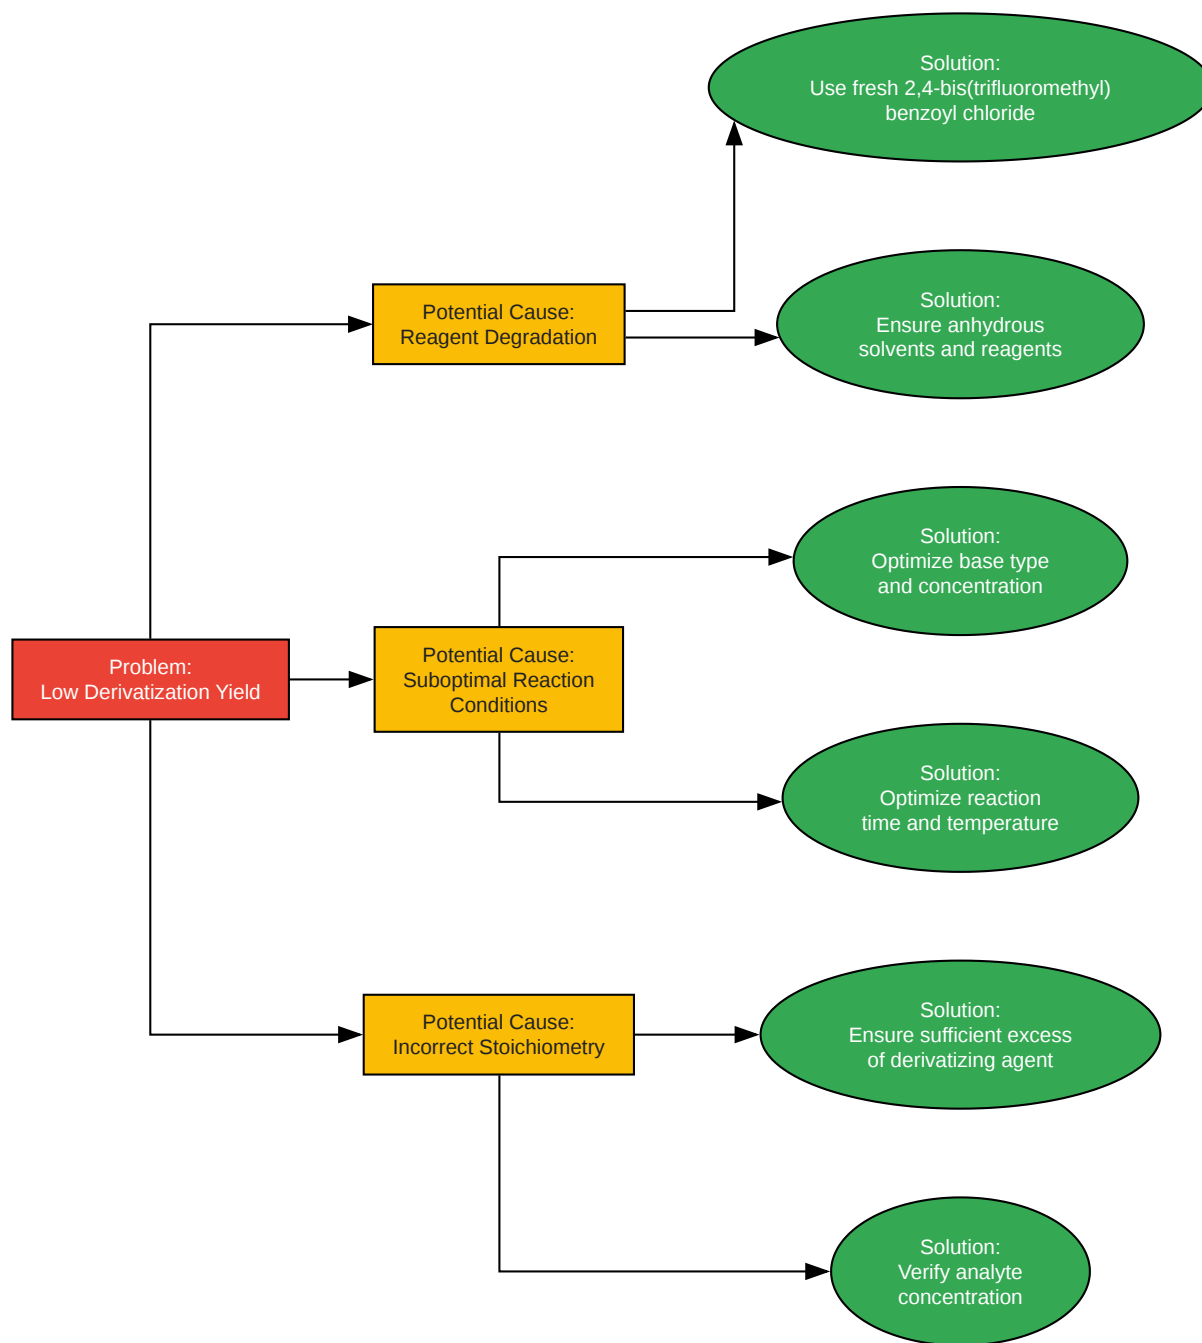 Problem:
Low Derivatization Yield
Potential Cause:
Reagent Degradation
Solution:
Use fresh 2,4-bis(trifluoromethyl)
benzoyl chloride
Solution:
Ensure anhydrous
solvents and reagents
Potential Cause:
Suboptimal Reaction
Conditions
Solution:
Optimize base type
and concentration
Solution:
Optimize reaction
time and temperature
Potential Cause:
Incorrect Stoichiometry
Solution:
Ensure sufficient excess
of derivatizing agent
Solution:
Verify analyte
concentration